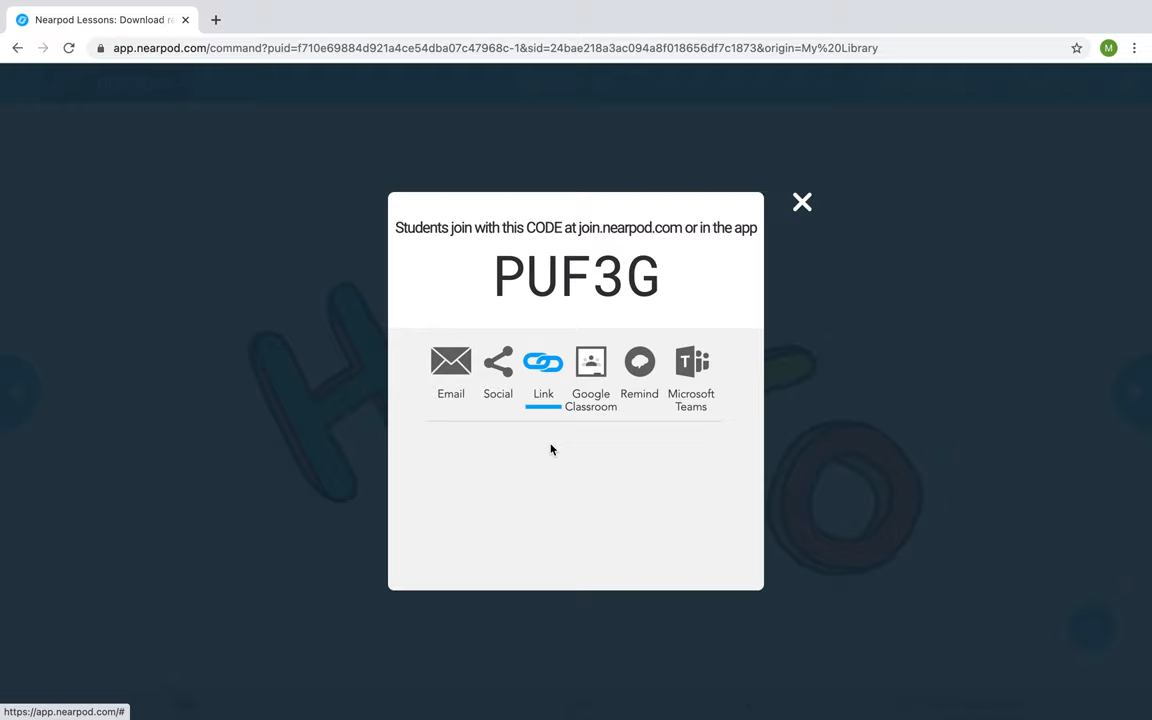 Nearpod Lessons: Download re
app.nearpod.com/command?puid=f710e69884d921a4ce54dba07c47968c-1&sid=24bae218a3ac094a8f018656df7c1873&origin=My%20Library
M
Students join with this CODE at join.nearpod.com or in the app
PUF3G
Email Social Link Google Classroom Remind Microsoft Teams
https://app.nearpod.com/#